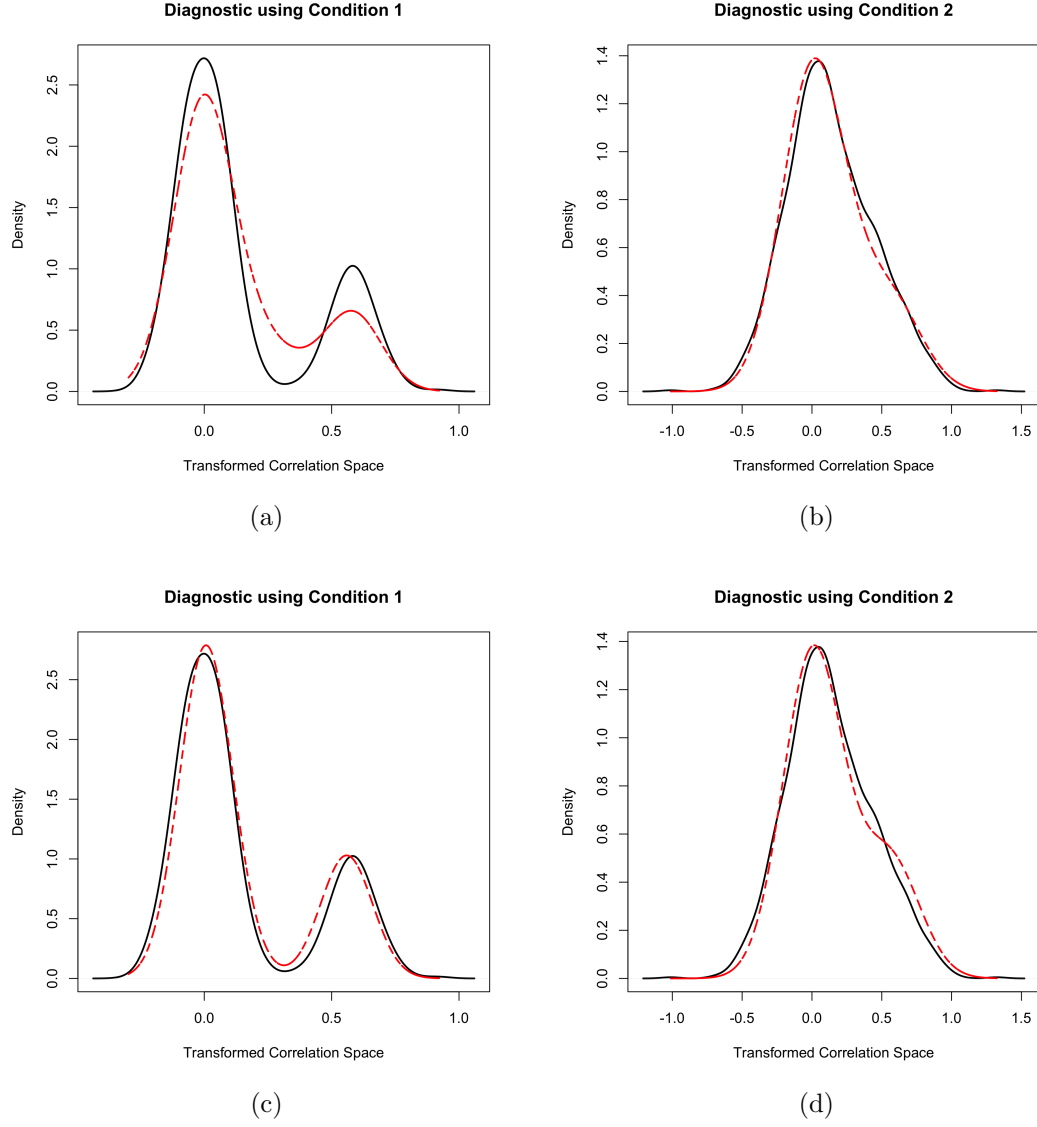 Diagnostic using Condition 1
Density
0.0 0.5 1.0 1.5 2.0 2.5
0.0 0.5 1.0
Transformed Correlation Space
(a)
Diagnostic using Condition 2
Density
0.0 0.2 0.4 0.6 0.8 1.0 1.2 1.4
-1.0 -0.5 0.0 0.5 1.0 1.5
Transformed Correlation Space
(b)
Diagnostic using Condition 1
Density
0.0 0.5 1.0 1.5 2.0 2.5
0.0 0.5 1.0
Transformed Correlation Space
(c)
Diagnostic using Condition 2
Density
0.0 0.2 0.4 0.6 0.8 1.0 1.2 1.4
-1.0 -0.5 0.0 0.5 1.0 1.5
Transformed Correlation Space
(d)